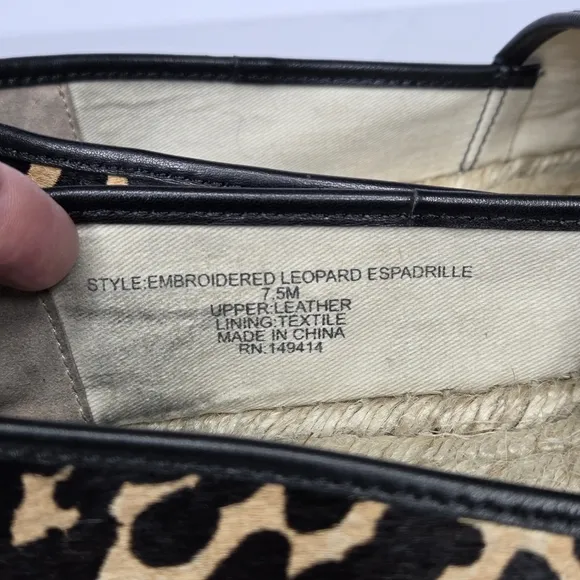 STYLE:EMBROIDERED LEOPARD ESPADRILLE
7.5M
UPPER:LEATHER
LINING:TEXTILE
MADE IN CHINA
RN:149414